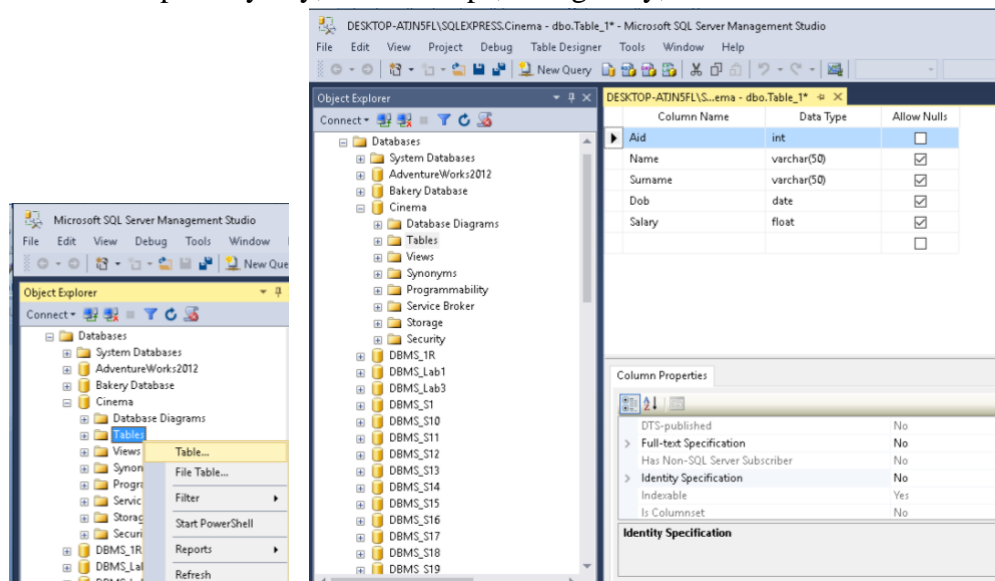 DESKTOP-ATJN5FL\SQLEXPRESS.Cinema - dbo.Table_1* - Microsoft SQL Server Management Studio
File Edit View Project Debug Table Designer Tools Window Help
New Query
Object Explorer
Connect
Databases
System Databases
AdventureWorks2012
Bakery Database
Cinema
Database Diagrams
Tables
Views
Synonyms
Programmability
Service Broker
Storage
Security
DBMS_1R
DBMS_Lab1
DBMS_Lab3
DBMS_S1
DBMS_S10
DBMS_S11
DBMS_S12
DBMS_S13
DBMS_S14
DBMS_S15
DBMS_S16
DBMS_S17
DBMS_S18
DBMS_S19
DESKTOP-ATJN5FL\S...ema - dbo.Table_1*
Column Name Data Type Allow Nulls
Aid int
Name varchar(50)
Surname varchar(50)
Dob date
Salary float
Column Properties
DTS-published No
Full-text Specification No
Has Non-SQL Server Subscriber No
Identity Specification No
Indexable Yes
Is Columnset No
Identity Specification
Microsoft SQL Server Management Studio
File Edit View Debug Tools Window
New Que
Object Explorer
Connect
Databases
System Databases
AdventureWorks2012
Bakery Database
Cinema
Database Diagrams
Tables
Views
Synon
Progra
Servic
Storag
Securi
DBMS_1R
DBMS_Lal
Table...
File Table...
Filter
Start PowerShell
Reports
Refresh